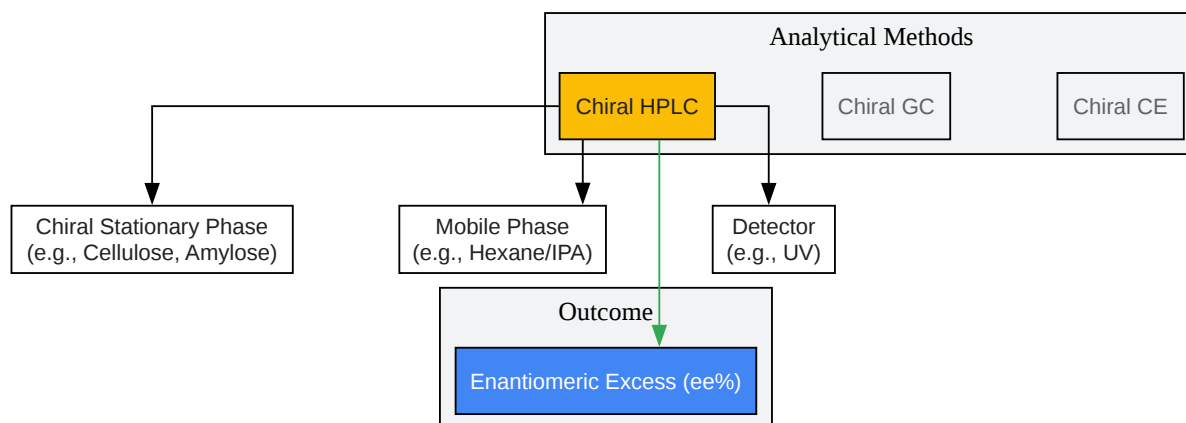 Analytical Methods
Chiral HPLC
Chiral GC
Chiral CE
Chiral Stationary Phase
(e.g., Cellulose, Amylose)
Mobile Phase
(e.g., Hexane/IPA)
Detector
(e.g., UV)
Outcome
Enantiomeric Excess (ee%)